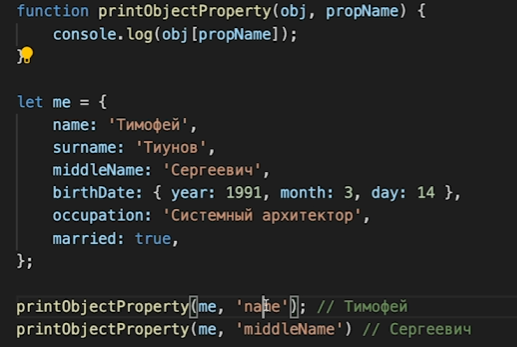 function printObjectProperty(obj, propName) {
    console.log(obj[propName]);
}
let me = {
    name: 'Тимофей',
    surname: 'Тиунов',
    middleName: 'Сергеевич',
    birthDate: { year: 1991, month: 3, day: 14 },
    occupation: 'Системный архитектор',
    married: true,
};
printObjectProperty(me, 'name'); // Тимофей
printObjectProperty(me, 'middleName') // Сергеевич